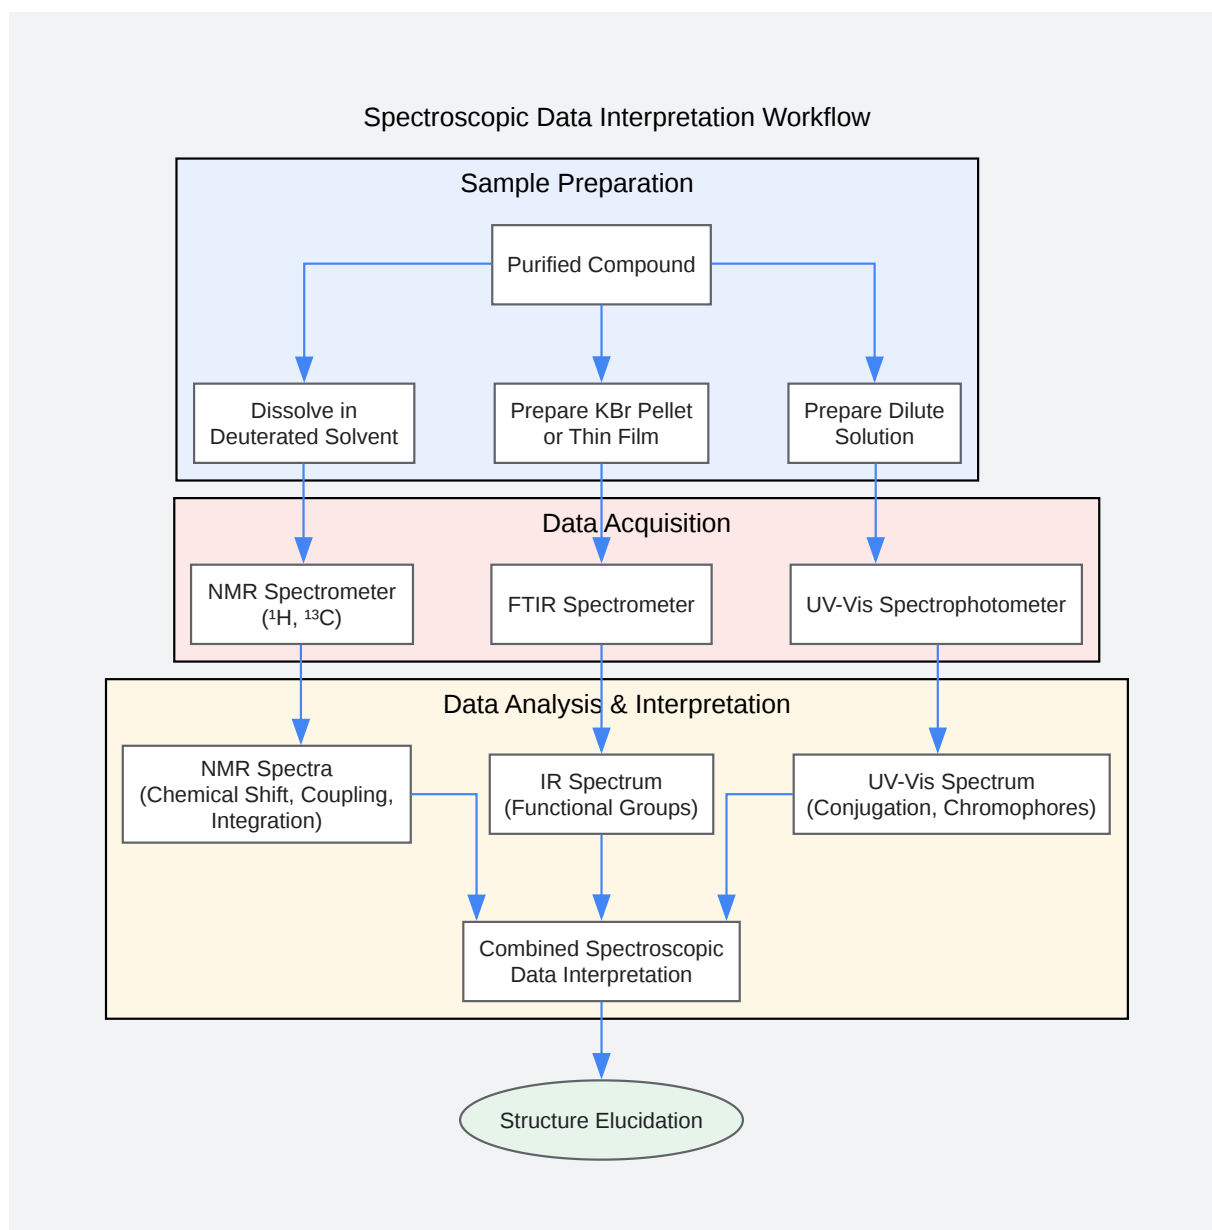 Spectroscopic Data Interpretation Workflow
Sample Preparation
Purified Compound
Dissolve in
Deuterated Solvent
Prepare KBr Pellet
or Thin Film
Prepare Dilute
Solution
Data Acquisition
NMR Spectrometer
(¹H, ¹³C)
FTIR Spectrometer
UV-Vis Spectrophotometer
Data Analysis & Interpretation
NMR Spectra
(Chemical Shift, Coupling,
Integration)
IR Spectrum
(Functional Groups)
UV-Vis Spectrum
(Conjugation, Chromophores)
Combined Spectroscopic
Data Interpretation
Structure Elucidation